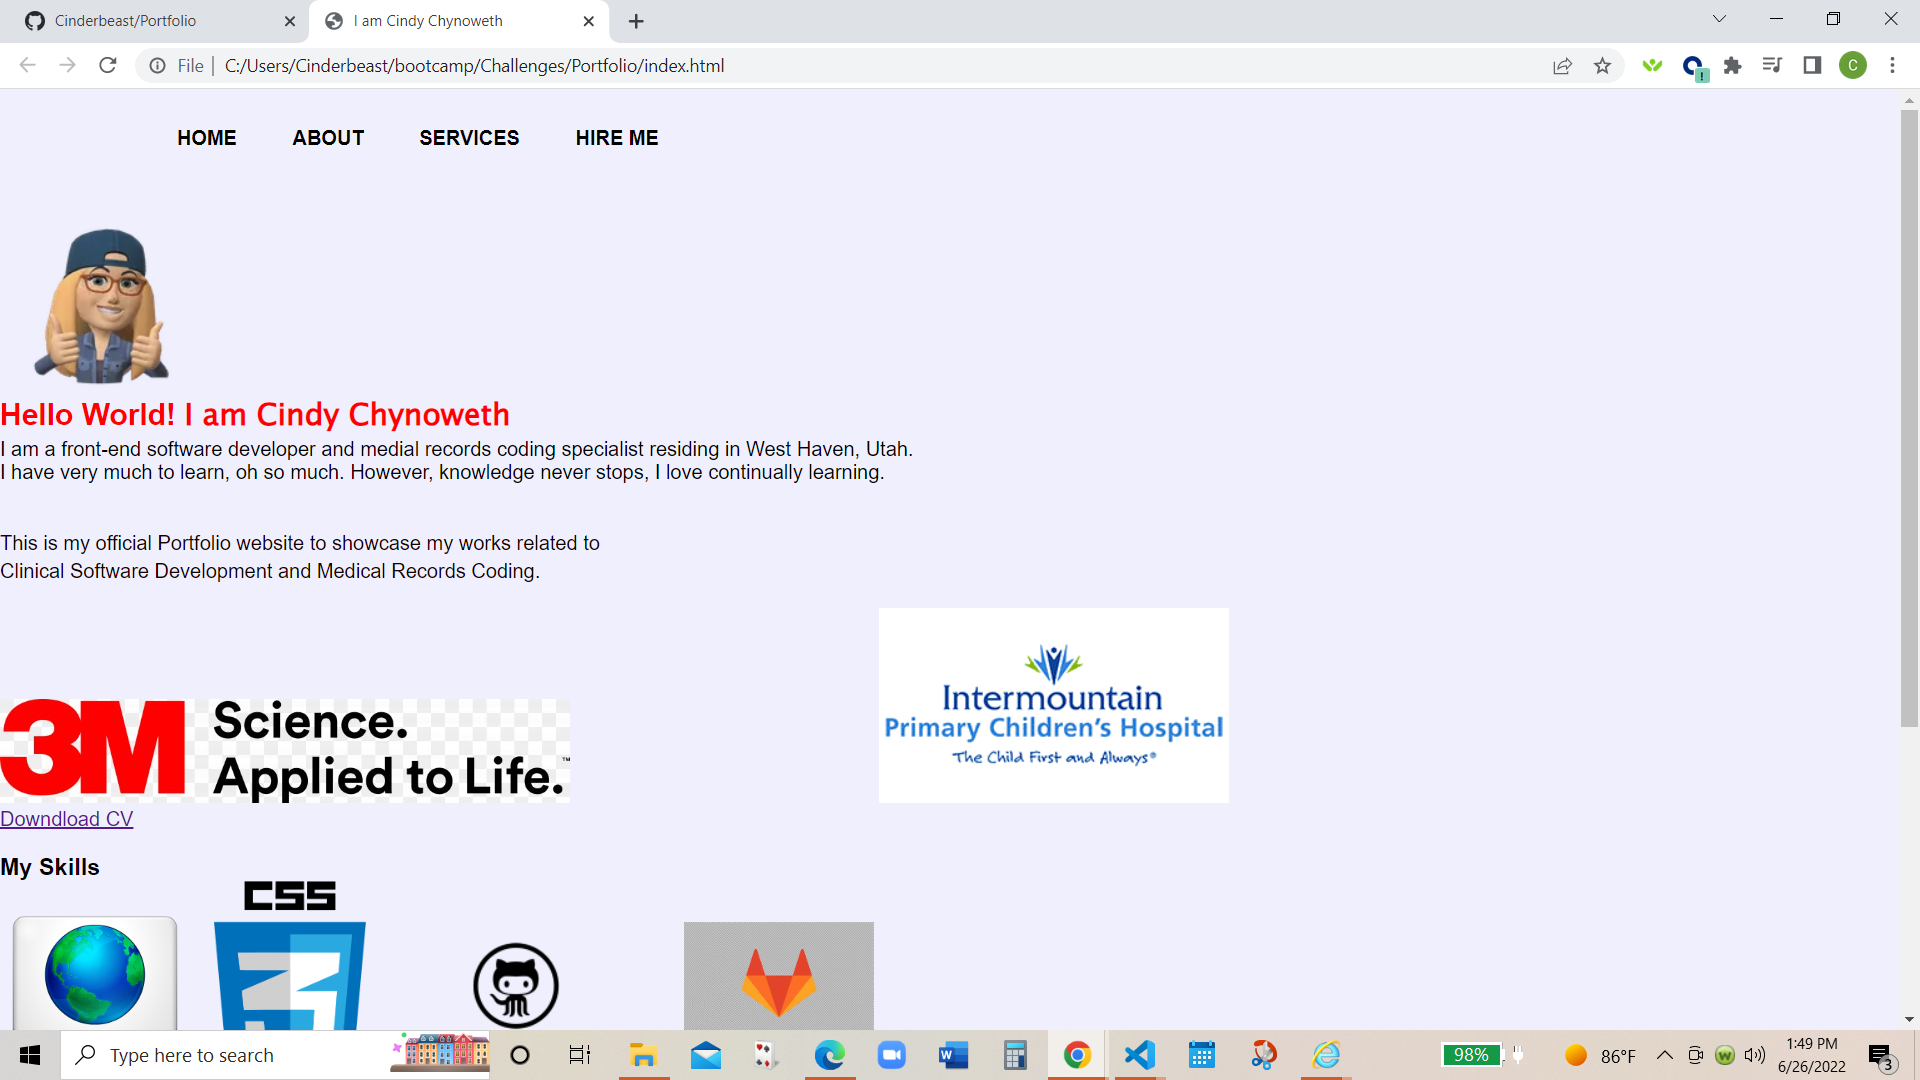 Cinderbeast/Portfolio
I am Cindy Chynoweth
File | C:/Users/Cinderbeast/bootcamp/Challenges/Portfolio/index.html
C
!
HOME ABOUT SERVICES HIRE ME
Hello World! I am Cindy Chynoweth
I am a front-end software developer and medial records coding specialist residing in West Haven, Utah.
I have very much to learn, oh so much. However, knowledge never stops, I love continually learning.
This is my official Portfolio website to showcase my works related to
Clinical Software Development and Medical Records Coding.
Intermountain
Primary Children's Hospital
The Child First and Always®
3M Science.
Applied to Life.™
Downdload CV
My Skills
CSS
Type here to search
98%
86°F
1:49 PM
6/26/2022
3